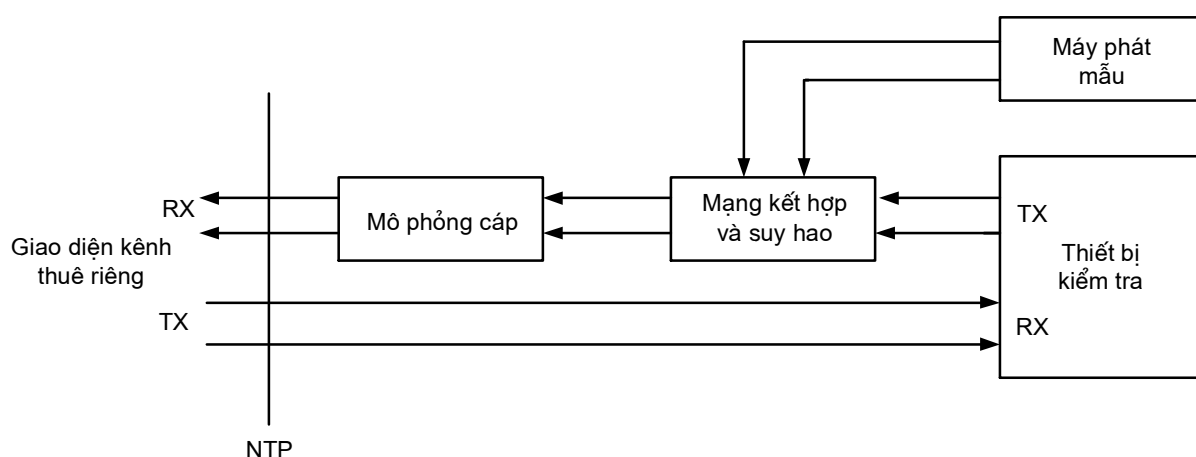 Máy phát
mẫu
RX
Mô phỏng cáp
Mạng kết hợp
và suy hao
TX
Giao diện kênh
thuê riêng
Thiết bị
kiểm tra
TX
RX
NTP